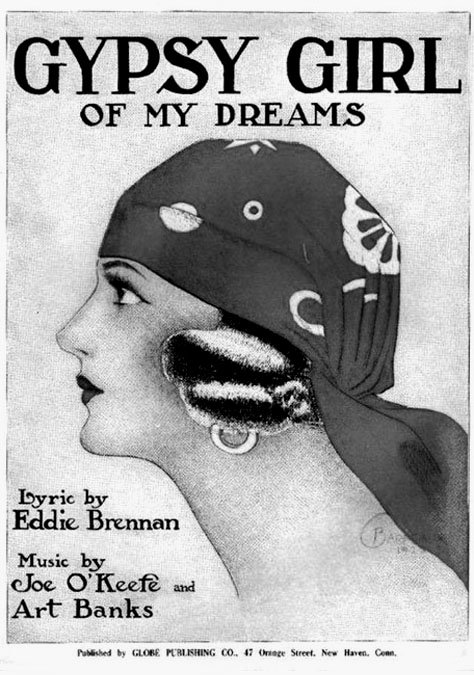 GYPSY GIRL
OF MY DREAMS
Lyric by
Eddie Brennan
Music by
Joe O'Keefe and
Art Banks
Published by GLOBE PUBLISHING CO., 47 Orange Street, New Haven, Conn.